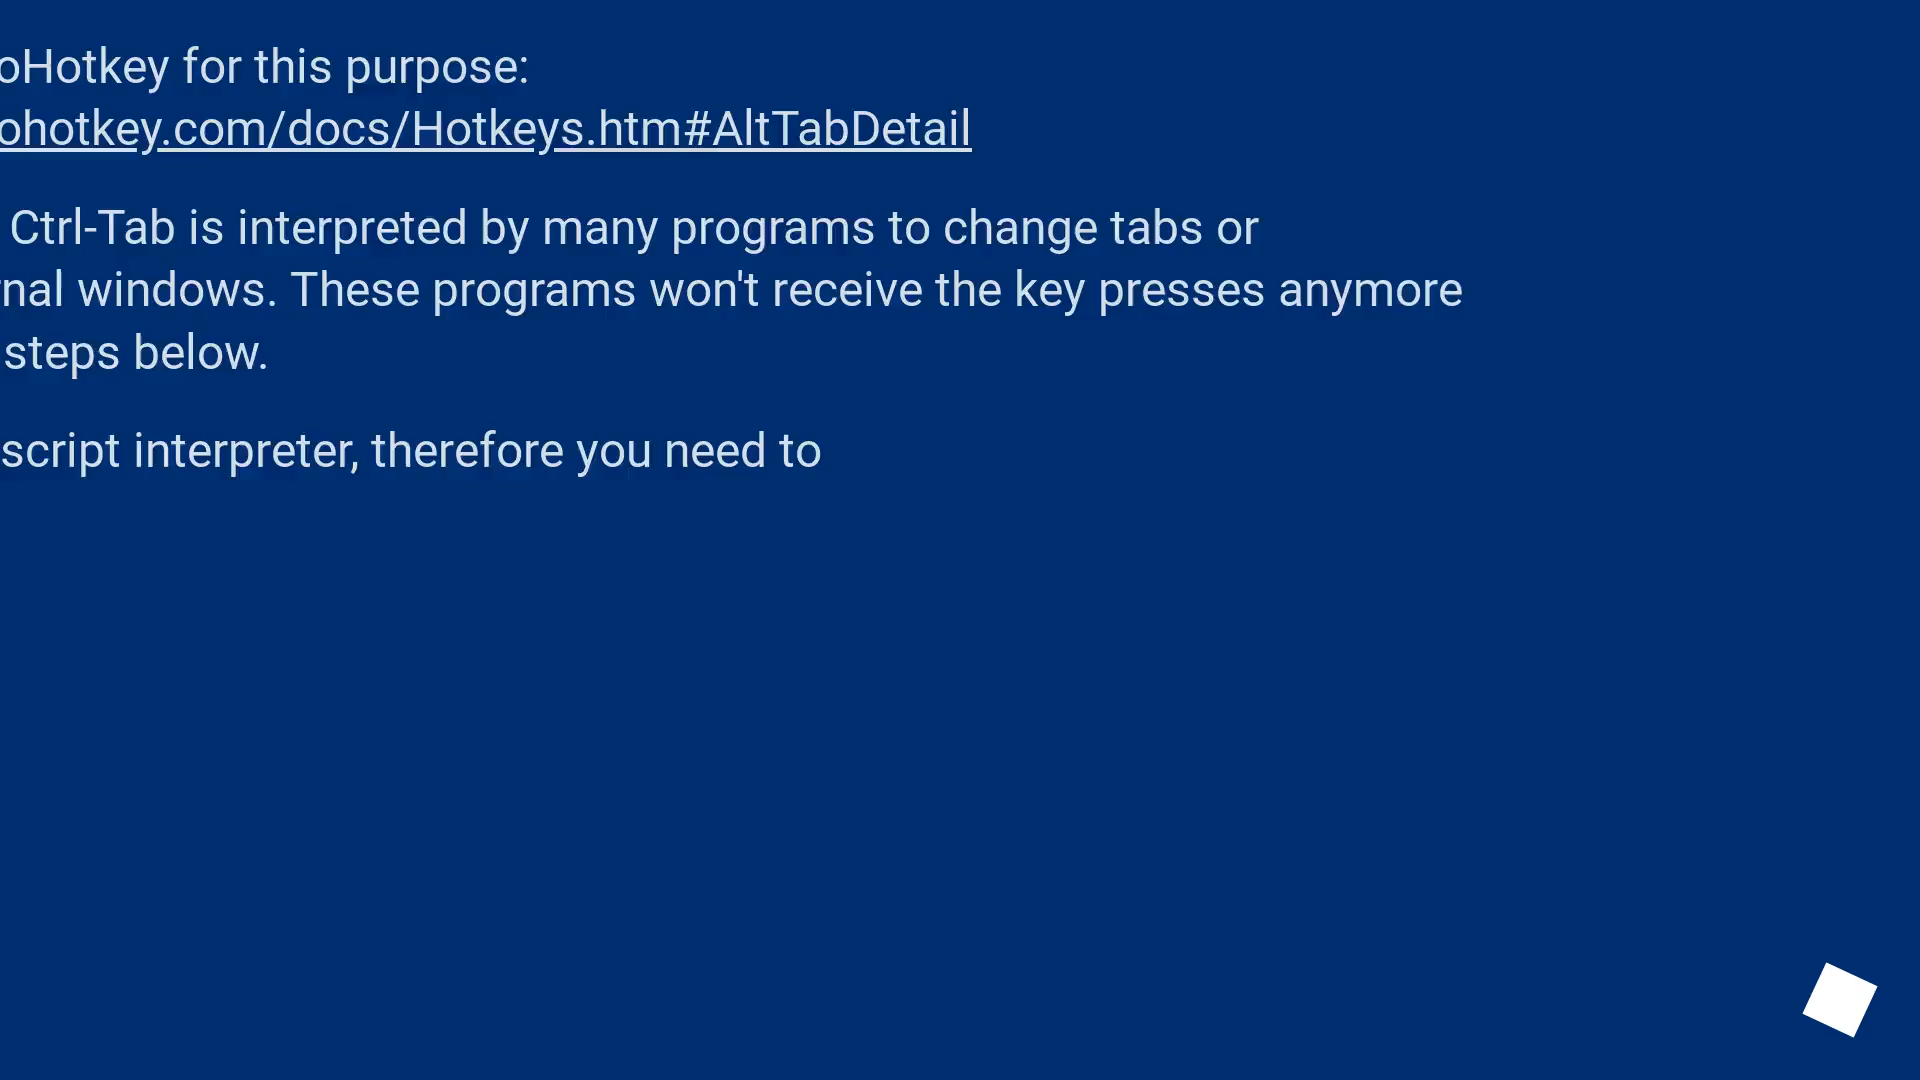 oHotkey for this purpose:
ohotkey.com/docs/Hotkeys.htm#AltTabDetail
Ctrl-Tab is interpreted by many programs to change tabs or
nal windows. These programs won't receive the key presses anymore
steps below.
script interpreter, therefore you need to